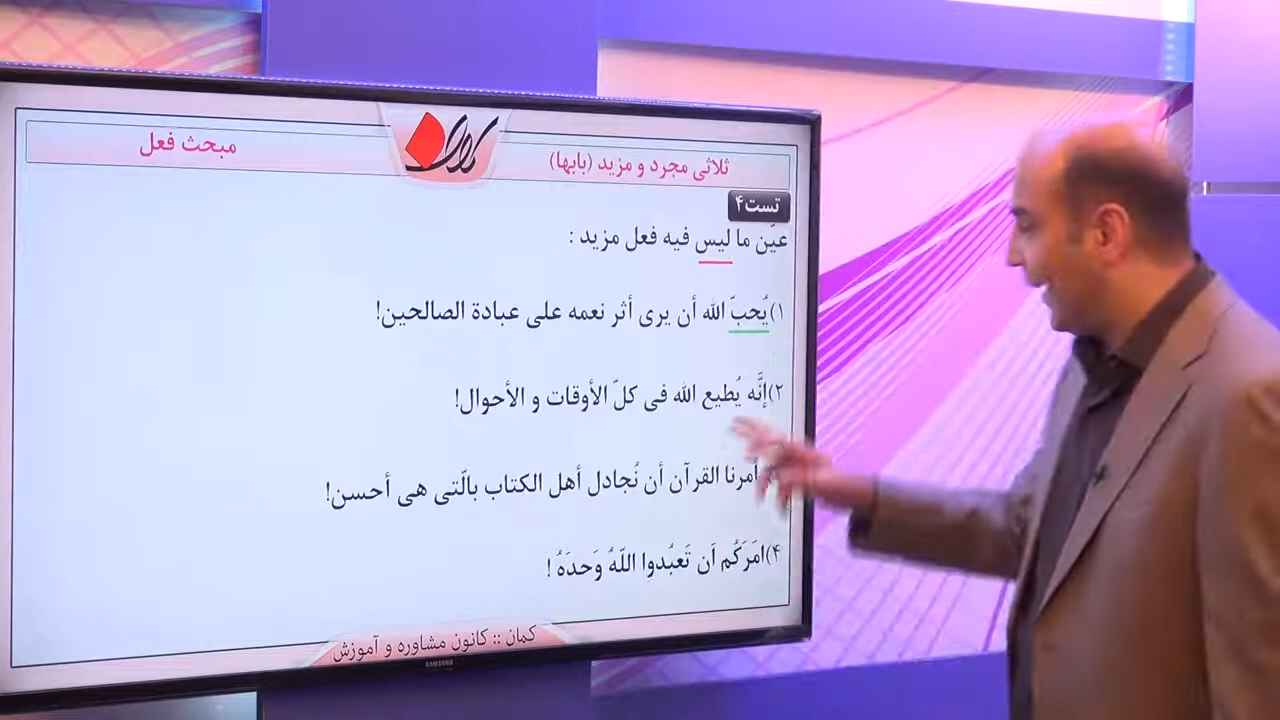 ثلاثی مجرد و مزید (بابها)
مبحث فعل
تست۴
عیّن ما لیس فیه فعل مزید :
۱)یُحبّ الله أن یری أثر نعمه علی عبادة الصالحین!
۲)إنَّه یُطیع الله فی کلّ الأوقات و الأحوال!
أمرنا القرآن أن نُجادل أهل الکتاب بالّتی هی أحسن!
۴)امَرَکُم اَن تَعبُدوا اللّهُ وَحدَهُ !
کمان :: کانون مشاوره و آموزش
SAMSUNG